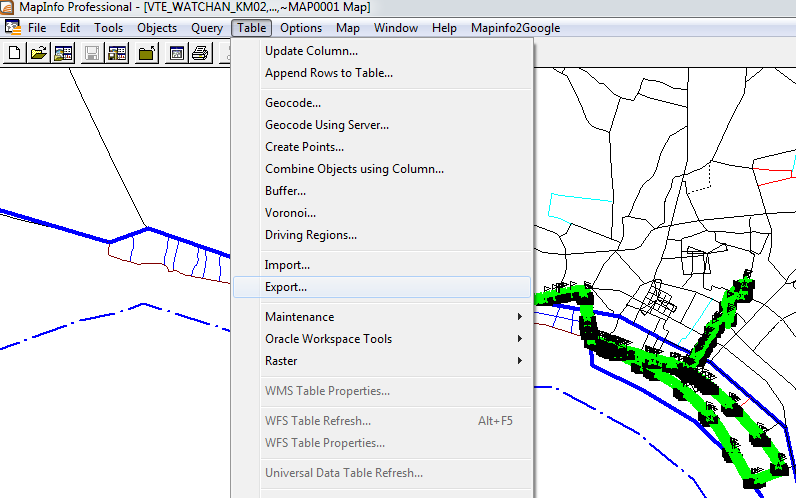 MapInfo Professional - [VTE_WATCHAN_KM02,...,~MAP0001 Map]
File Edit Tools Objects Query Table Map Window Help Mapinfo2Google
Update Column...
Append Rows to Table...
Geocode...
Geocode Using Server...
Create Points...
Combine Objects using Column...
Buffer...
Voronoi...
Driving Regions...
Import...
Export...
Maintenance
Oracle Workspace Tools
Raster
WMS Table Properties...
WFS Table Refresh... Alt+F5
WFS Table Properties...
Universal Data Table Refresh...